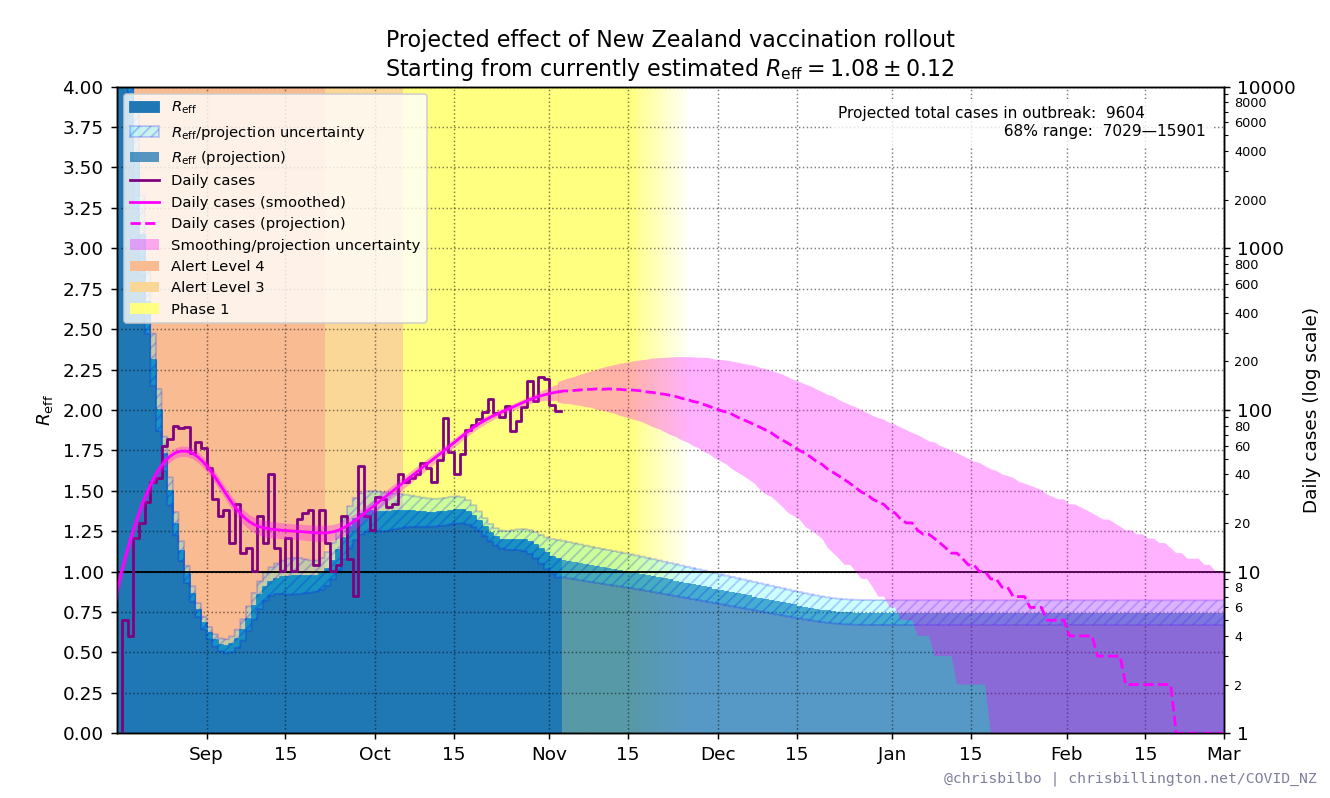 Projected effect of New Zealand vaccination rollout
Starting from currently estimated R_eff = 1.08 ± 0.12
Projected total cases in outbreak: 9604
68% range: 7029—15901
R_eff
R_eff/projection uncertainty
R_eff (projection)
Daily cases
Daily cases (smoothed)
Daily cases (projection)
Smoothing/projection uncertainty
Alert Level 4
Alert Level 3
Phase 1
R_eff
4.00
3.75
3.50
3.25
3.00
2.75
2.50
2.25
2.00
1.75
1.50
1.25
1.00
0.75
0.50
0.25
0.00
10000
8000
6000
4000
2000
1000
800
600
400
200
100
80
60
40
20
10
8
6
4
2
1
Daily cases (log scale)
Sep 15 Oct 15 Nov 15 Dec 15 Jan 15 Feb 15 Mar
@chrisbilbo | chrisbillington.net/COVID_NZ